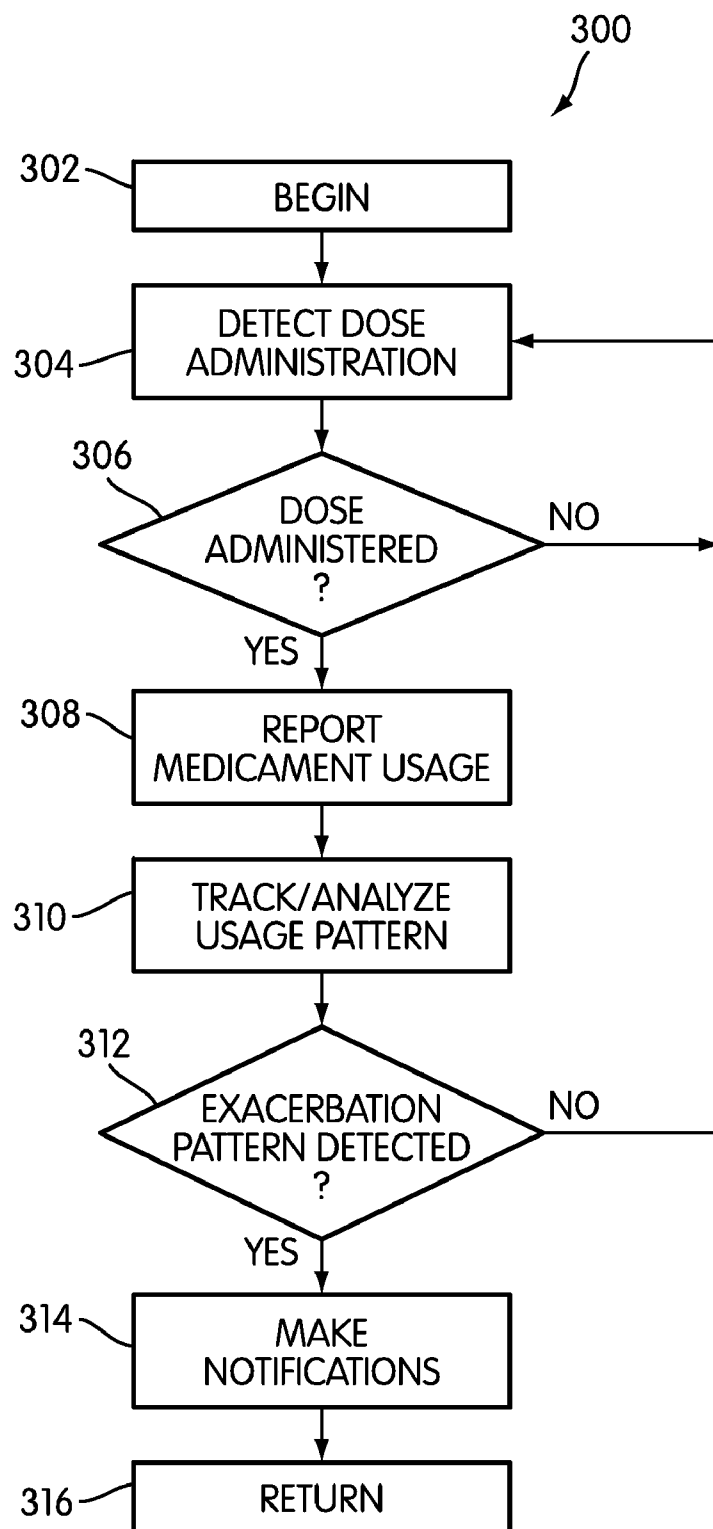 300
302
BEGIN
304
DETECT DOSE
ADMINISTRATION
306
DOSE
ADMINISTERED
?
NO
YES
308
REPORT
MEDICAMENT USAGE
310
TRACK/ANALYZE
USAGE PATTERN
312
EXACERBATION
PATTERN DETECTED
?
NO
YES
314
MAKE
NOTIFICATIONS
316
RETURN